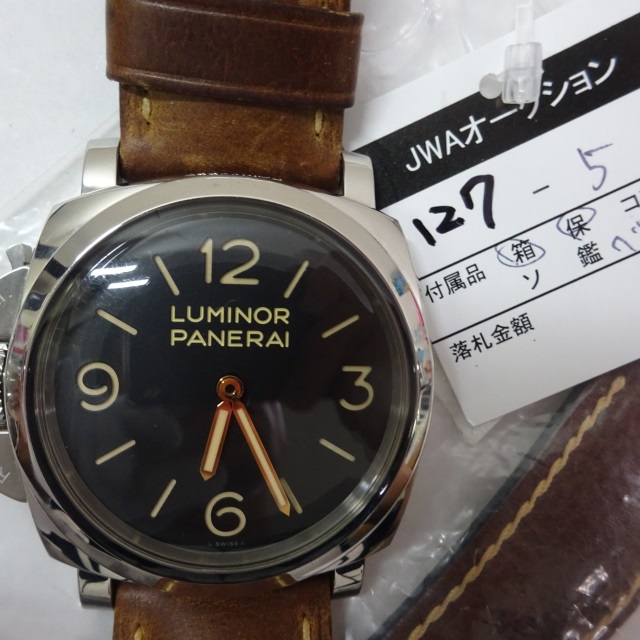 12
LUMINOR
PANERAI
9
3
6
JWAオークション
127 - 5
付属品 箱 保
ソ 鑑
落札金額